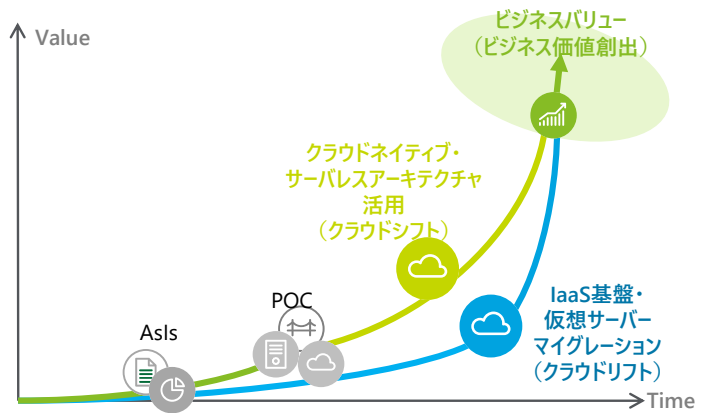 Value
ビジネスバリュー
（ビジネス価値創出）
クラウドネイティブ・
サーバレスアーキテクチャ
活用
（クラウドシフト）
POC
AsIs
IaaS基盤・
仮想サーバー
マイグレーション
（クラウドリフト）
Time